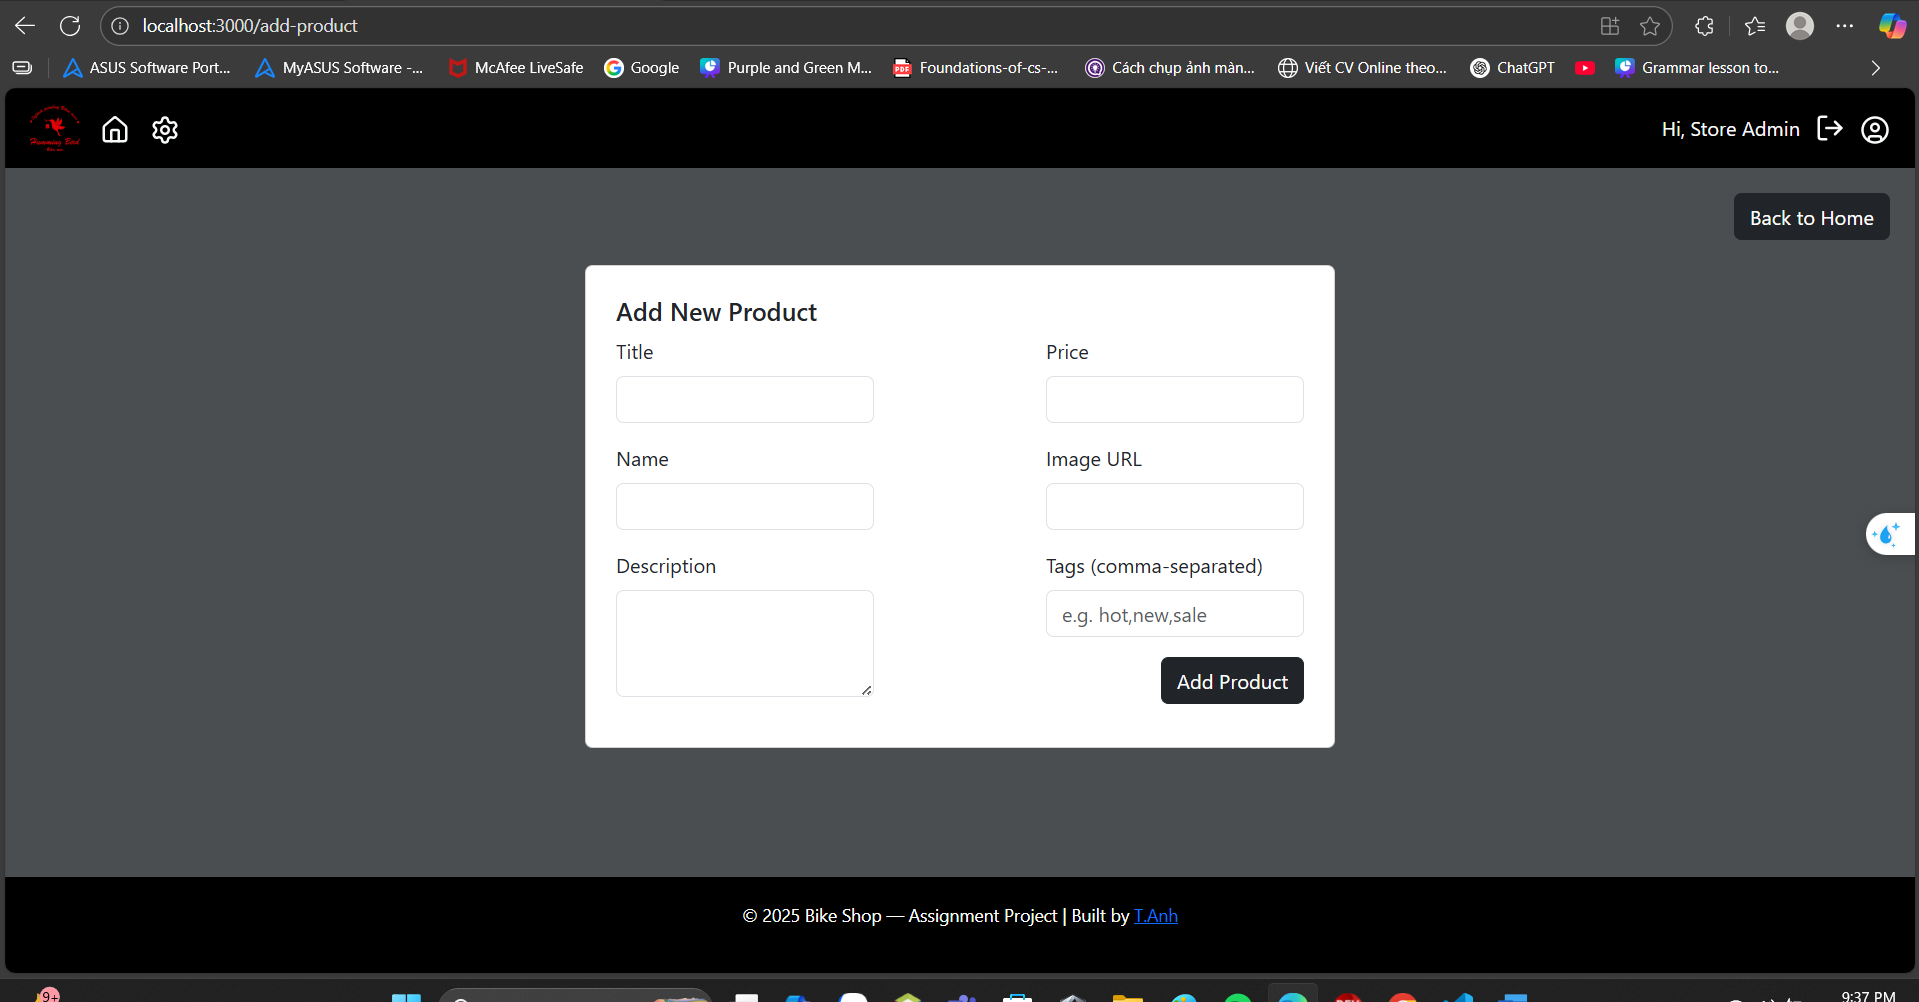 localhost:3000/add-product
ASUS Software Port...
MyASUS Software -...
McAfee LiveSafe
Google
Purple and Green M...
Foundations-of-cs-...
Cách chụp ảnh màn...
Viết CV Online theo...
ChatGPT
Grammar lesson to...
Humming Bird
Hi, Store Admin
Back to Home
Add New Product
Title
Price
Name
Image URL
Description
Tags (comma-separated)
e.g. hot,new,sale
Add Product
© 2025 Bike Shop — Assignment Project | Built by T.Anh
9+
9:37 PM